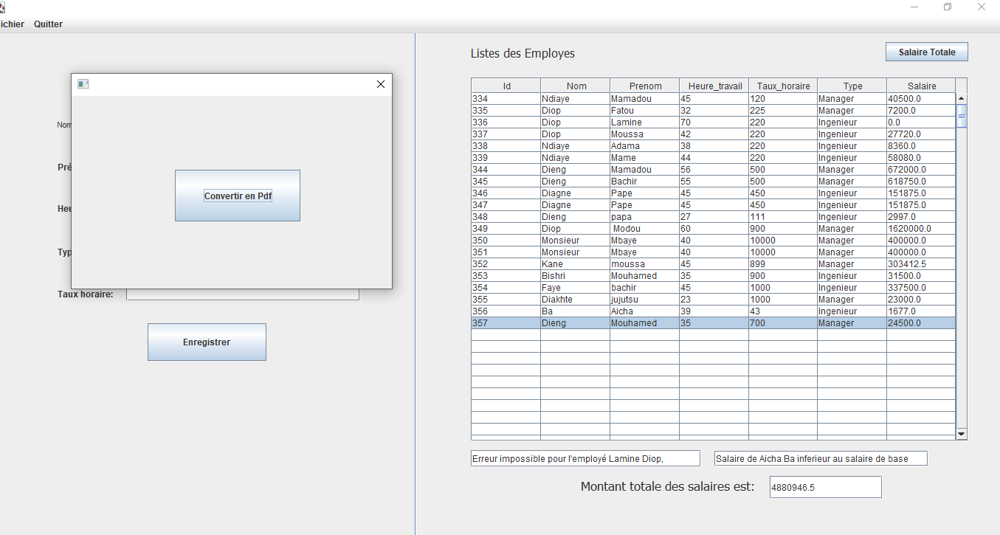 ichier Quitter
Listes des Employes
Salaire Totale
Nom
Pré
Heu
Typ
Taux horaire:
Convertir en Pdf
Enregistrer
Id Nom Prenom Heure_travail Taux_horaire Type Salaire
334 Ndiaye Mamadou 45 120 Manager 40500.0
335 Diop Fatou 32 225 Manager 7200.0
336 Diop Lamine 70 220 Ingenieur 0.0
337 Diop Moussa 42 220 Ingenieur 27720.0
338 Ndiaye Adama 38 220 Ingenieur 8360.0
339 Ndiaye Mame 44 220 Ingenieur 58080.0
344 Dieng Mamadou 56 500 Manager 672000.0
345 Dieng Bachir 55 500 Manager 618750.0
346 Diagne Pape 45 450 Ingenieur 151875.0
347 Diagne Pape 45 450 Ingenieur 151875.0
348 Dieng papa 27 111 Ingenieur 2997.0
349 Diop Modou 60 900 Manager 1620000.0
350 Monsieur Mbaye 40 10000 Manager 400000.0
351 Monsieur Mbaye 40 10000 Manager 400000.0
352 Kane moussa 45 899 Manager 303412.5
353 Bishri Mouhamed 35 900 Ingenieur 31500.0
354 Faye bachir 45 1000 Ingenieur 337500.0
355 Diakhte jujutsu 23 1000 Manager 23000.0
356 Ba Aicha 39 43 Ingenieur 1677.0
357 Dieng Mouhamed 35 700 Manager 24500.0
Erreur impossible pour l'employé Lamine Diop,
Salaire de Aicha Ba inferieur au salaire de base
Montant totale des salaires est: 4880946.5